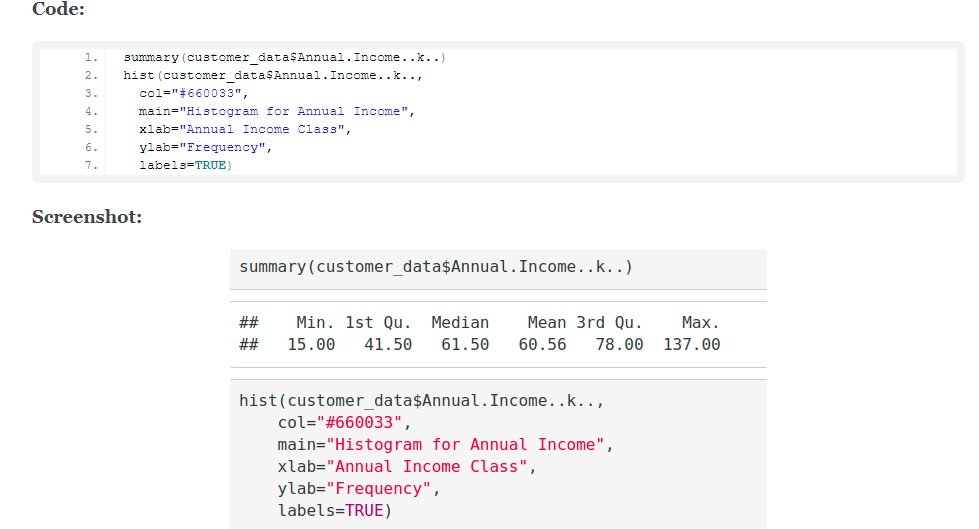 Code:
1. summary(customer_data$Annual.Income..k..)
2. hist(customer_data$Annual.Income..k..,
3. col="#660033",
4. main="Histogram for Annual Income",
5. xlab="Annual Income Class",
6. ylab="Frequency",
7. labels=TRUE)
Screenshot:
summary(customer_data$Annual.Income..k..)
## Min. 1st Qu. Median Mean 3rd Qu. Max.
## 15.00 41.50 61.50 60.56 78.00 137.00
hist(customer_data$Annual.Income..k..,
col="#660033",
main="Histogram for Annual Income",
xlab="Annual Income Class",
ylab="Frequency",
labels=TRUE)